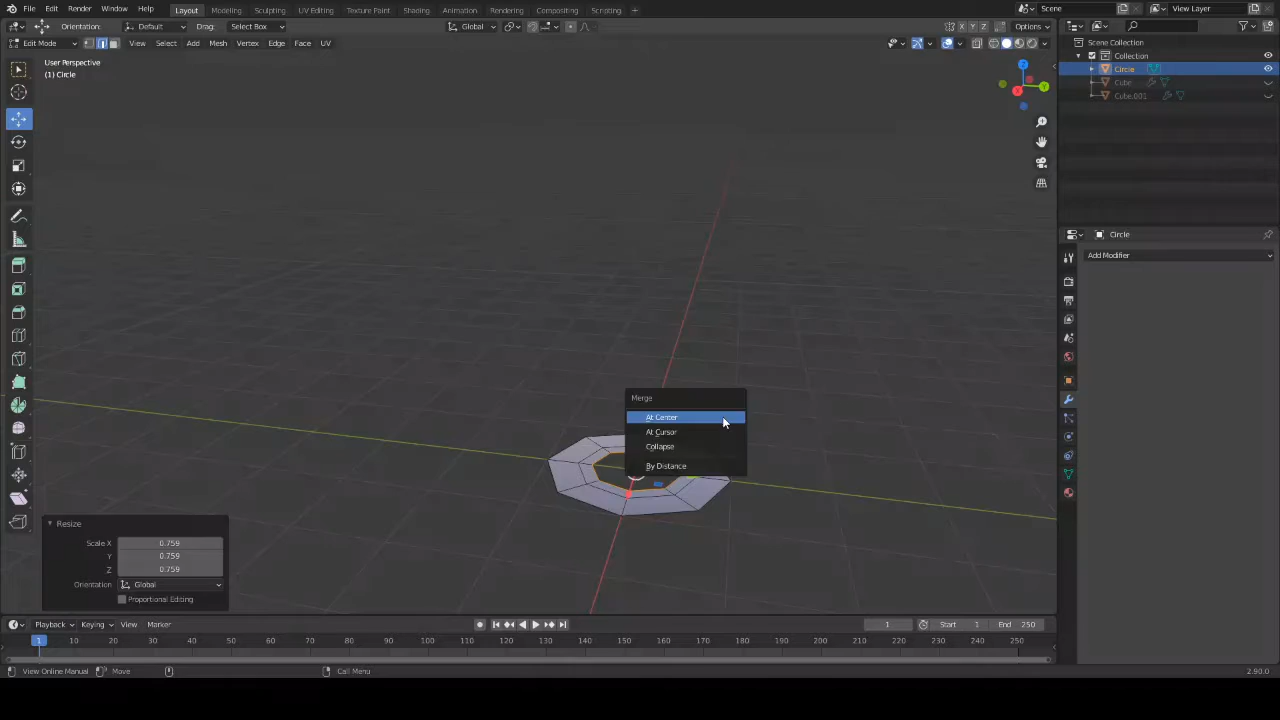 File Edit Render Window Help Layout Modeling Sculpting UV Editing Texture Paint Shading Animation Rendering Compositing Scripting Scene View Layer
Orientation: Default Drag: Select Box Global X Y Z Options
Edit Mode View Select Add Mesh Vertex Edge Face UV
User Perspective
(1) Circle
Z
Y
X
Scene Collection
Collection
Circle
Cube
Cube.001
Circle
Add Modifier
Merge
At Center
At Cursor
Collapse
By Distance
Resize
Scale X 0.759
Y 0.759
Z 0.759
Orientation Global
Proportional Editing
Playback Keying View Marker 1 Start 1 End 250
1 10 20 30 40 50 60 70 80 90 100 110 120 130 140 150 160 170 180 190 200 210 220 230 240 250
View Online Manual Move Call Menu 2.90.0